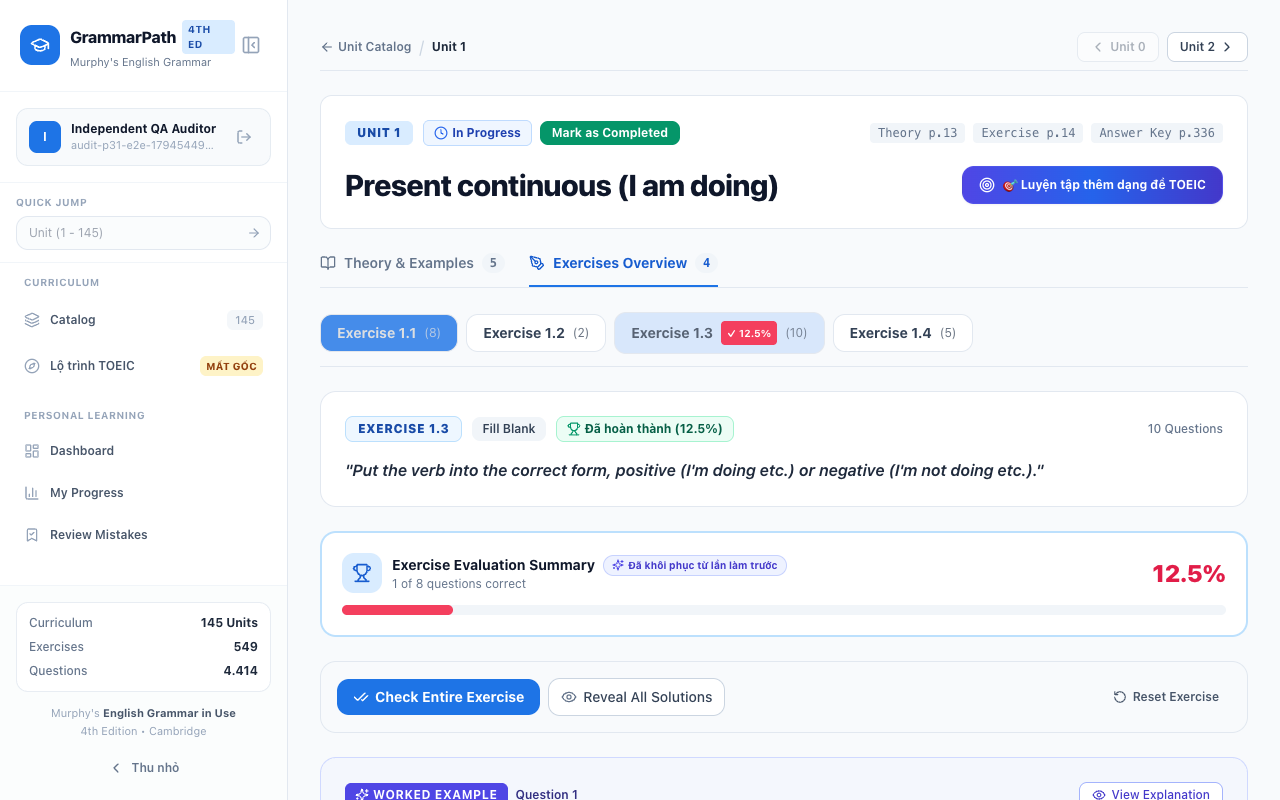 GrammarPath
4TH ED
Murphy's English Grammar
I
Independent QA Auditor
audit-p31-e2e-17945449...
QUICK JUMP
Unit (1 - 145)
CURRICULUM
Catalog 145
Lộ trình TOEIC MẤT GỐC
PERSONAL LEARNING
Dashboard
My Progress
Review Mistakes
Curriculum 145 Units
Exercises 549
Questions 4.414
Murphy's English Grammar in Use
4th Edition • Cambridge
Thu nhỏ
Unit Catalog / Unit 1
Unit 0
Unit 2
UNIT 1
In Progress
Mark as Completed
Theory p.13
Exercise p.14
Answer Key p.336
Present continuous (I am doing)
🎯 Luyện tập thêm dạng đề TOEIC
Theory & Examples 5
Exercises Overview 4
Exercise 1.1 (8)
Exercise 1.2 (2)
Exercise 1.3 ✓ 12.5% (10)
Exercise 1.4 (5)
EXERCISE 1.3
Fill Blank
Đã hoàn thành (12.5%)
10 Questions
"Put the verb into the correct form, positive (I'm doing etc.) or negative (I'm not doing etc.)."
Exercise Evaluation Summary
Đã khôi phục từ lần làm trước
1 of 8 questions correct
12.5%
Check Entire Exercise
Reveal All Solutions
Reset Exercise
WORKED EXAMPLE
Question 1
View Explanation